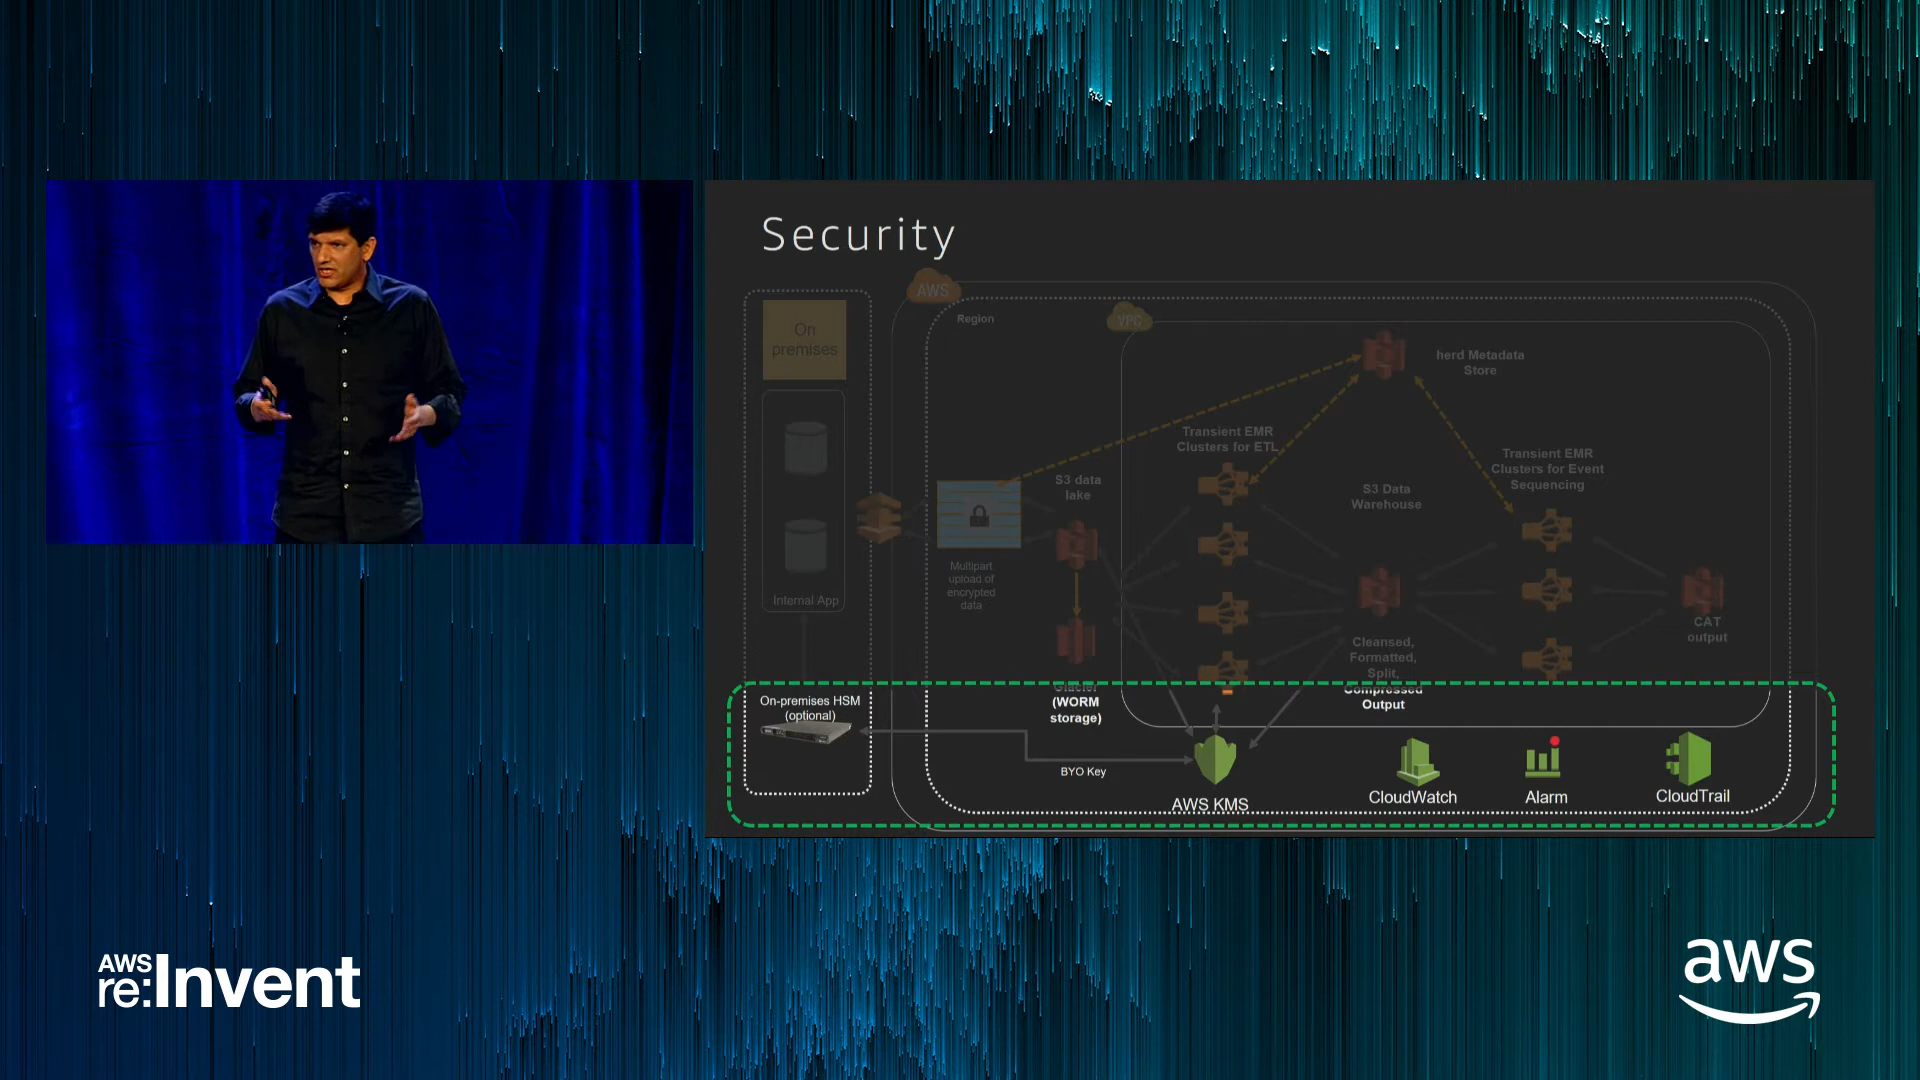 Security
AWS
On
premises
Region
VPC
herd Metadata
Store
Transient EMR
Clusters for ETL
Transient EMR
Clusters for Event
Sequencing
S3 data
lake
S3 Data
Warehouse
Multipart
upload of
encrypted
data
Internal App
CAT
output
Cleansed,
Formatted,
Split,
Compressed
Output
Glacier
(WORM
storage)
On-premises HSM
(optional)
BYO Key
AWS KMS
CloudWatch
Alarm
CloudTrail
AWS
re:Invent
aws